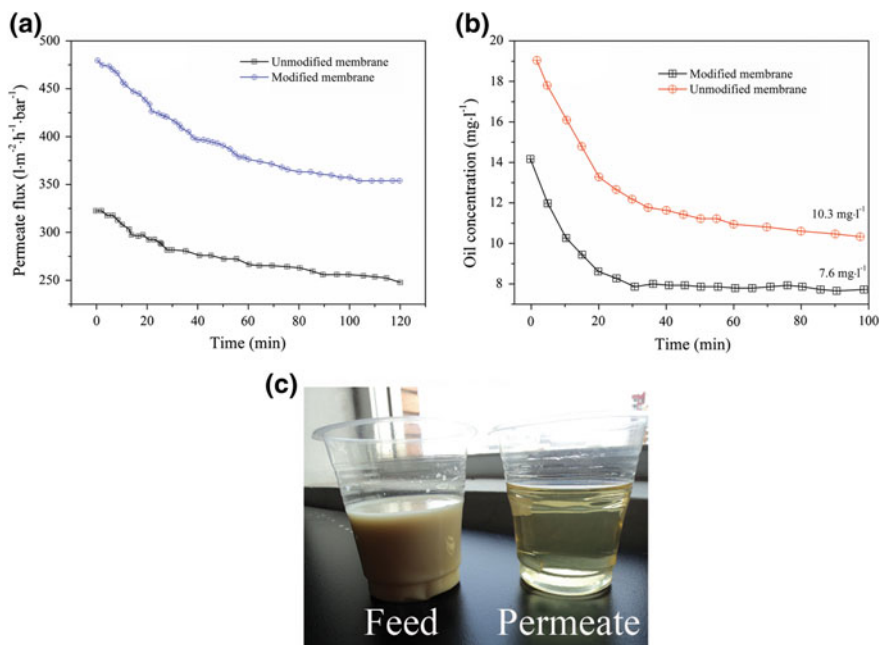 (a)
500
450
400
350
300
250
Permeate flux (l·m⁻²·h⁻¹·bar⁻¹)
Unmodified membrane
Modified membrane
0 20 40 60 80 100 120
Time (min)
(b)
20
18
16
14
12
10
8
Oil concentration (mg·l⁻¹)
Modified membrane
Unmodified membrane
10.3 mg·l⁻¹
7.6 mg·l⁻¹
0 20 40 60 80 100
Time (min)
(c)
Feed Permeate